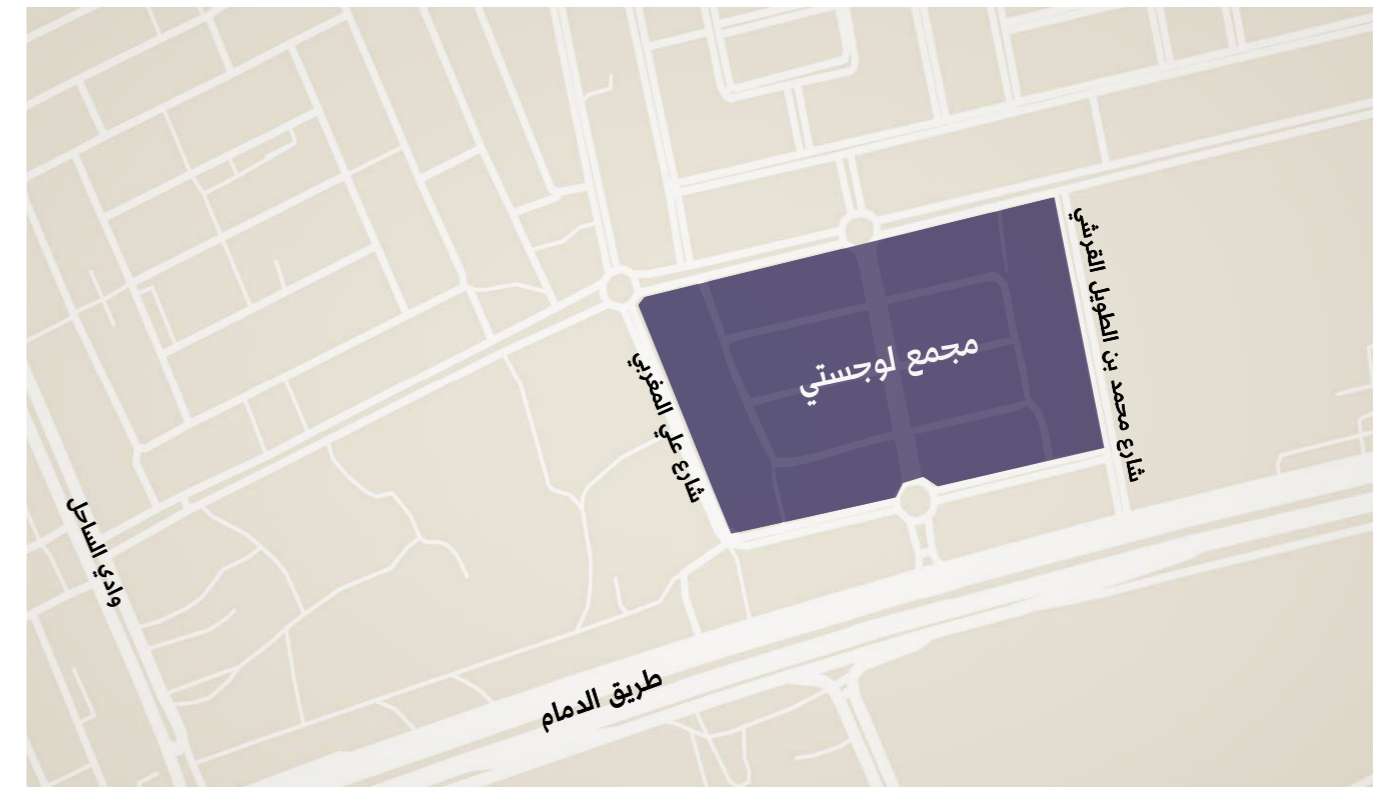 شارع محمد بن الطويل القرشي
مجمع لوجستي
شارع علي المغربي
وادي الساحل
طريق الدمام